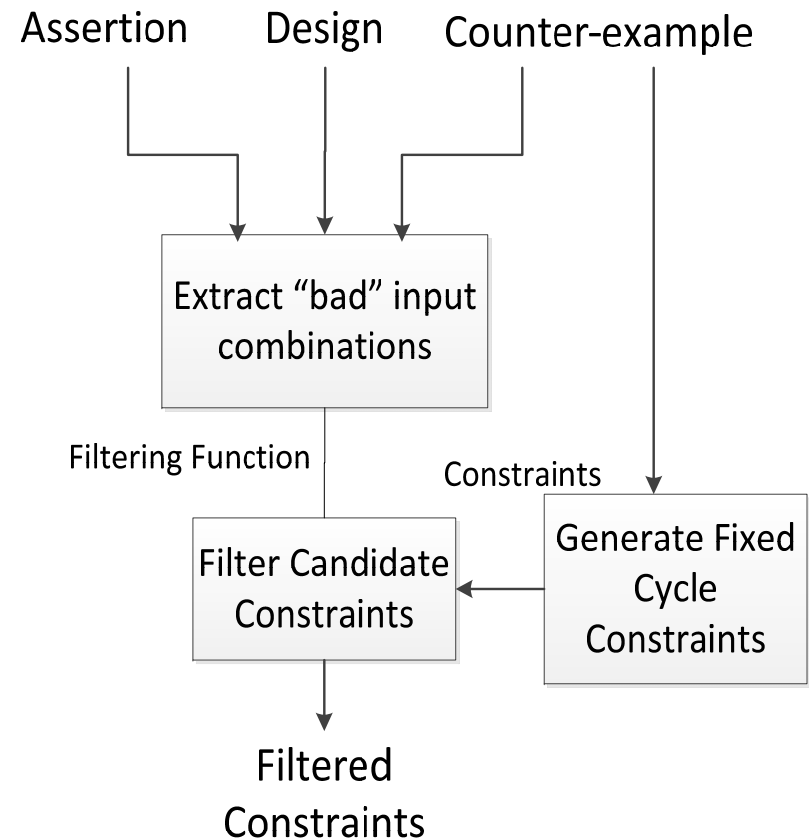 Assertion
Design
Counter-example
Extract “bad” input
combinations
Filtering Function
Constraints
Filter Candidate
Constraints
Generate Fixed
Cycle
Constraints
Filtered
Constraints